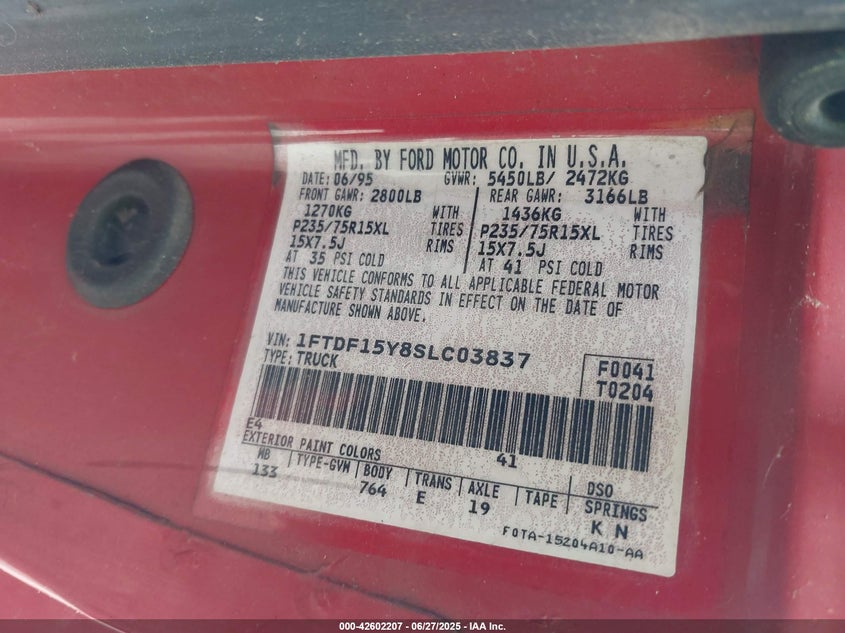 MFD. BY FORD MOTOR CO. IN U.S.A.
DATE: 06/95 GVWR: 5450LB/ 2472KG
FRONT GAWR: 2800LB REAR GAWR: 3166LB
1270KG WITH 1436KG WITH
P235/75R15XL TIRES P235/75R15XL TIRES
15X7.5J RIMS 15X7.5J RIMS
AT 35 PSI COLD AT 41 PSI COLD
THIS VEHICLE CONFORMS TO ALL APPLICABLE FEDERAL MOTOR
VEHICLE SAFETY STANDARDS IN EFFECT ON THE DATE OF
MANUFACTURE SHOWN ABOVE.
VIN: 1FTDF15Y8SLC03837
TYPE: TRUCK
F0041
T0204
E4 41
EXTERIOR PAINT COLORS DSO
WB TYPE-GVW BODY TRANS AXLE TAPE SPRINGS
133 764 E 19 K N
F0TA-15204A10-AA
000-42602207 - 06/27/2025 - IAA Inc.